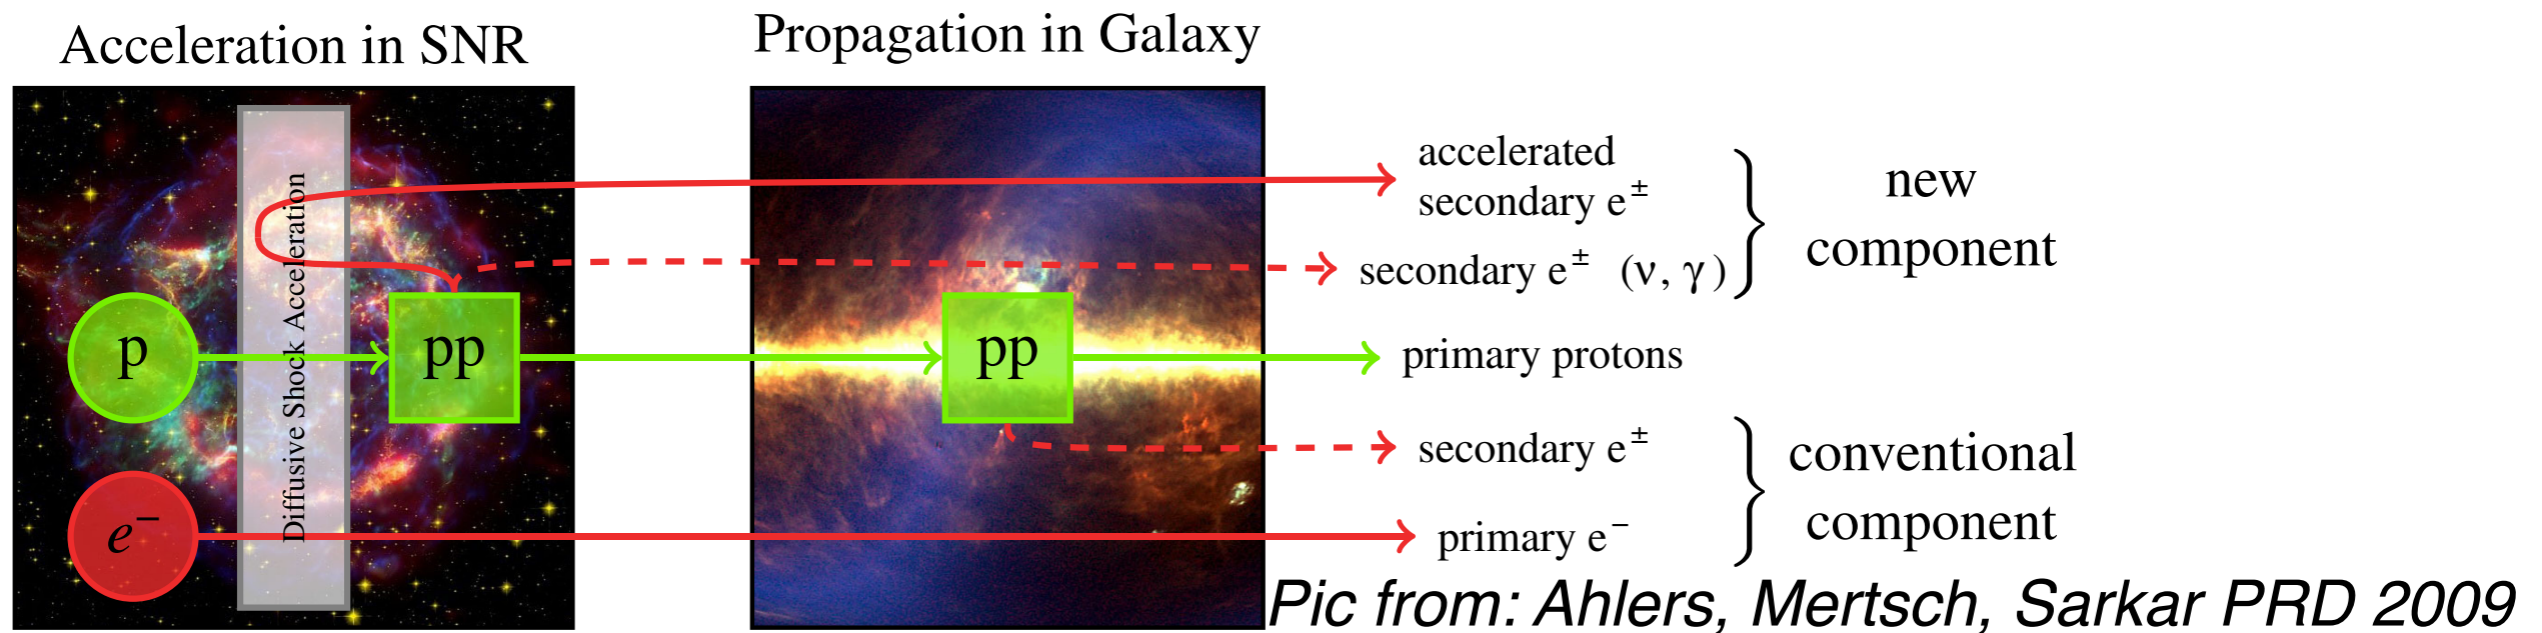 Acceleration in SNR
Propagation in Galaxy
Diffusive Shock Acceleration
p
pp
e⁻
pp
accelerated
secondary e±
secondary e± (ν, γ)
new
component
primary protons
secondary e±
primary e⁻
conventional
component
Pic from: Ahlers, Mertsch, Sarkar PRD 2009